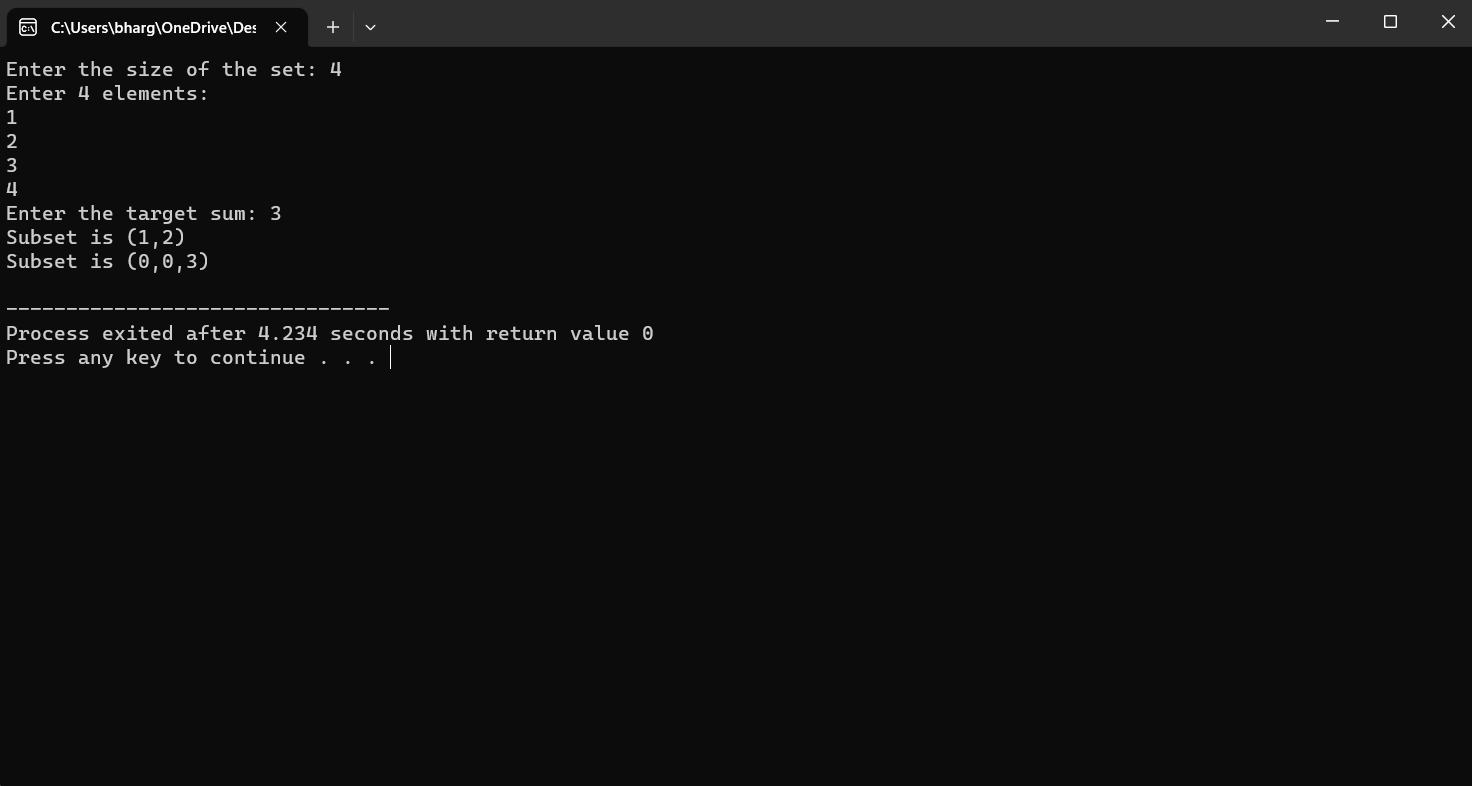 C:\Users\bharg\OneDrive\Des
Enter the size of the set: 4
Enter 4 elements:
1
2
3
4
Enter the target sum: 3
Subset is (1,2)
Subset is (0,0,3)
--------------------------------
Process exited after 4.234 seconds with return value 0
Press any key to continue . . .